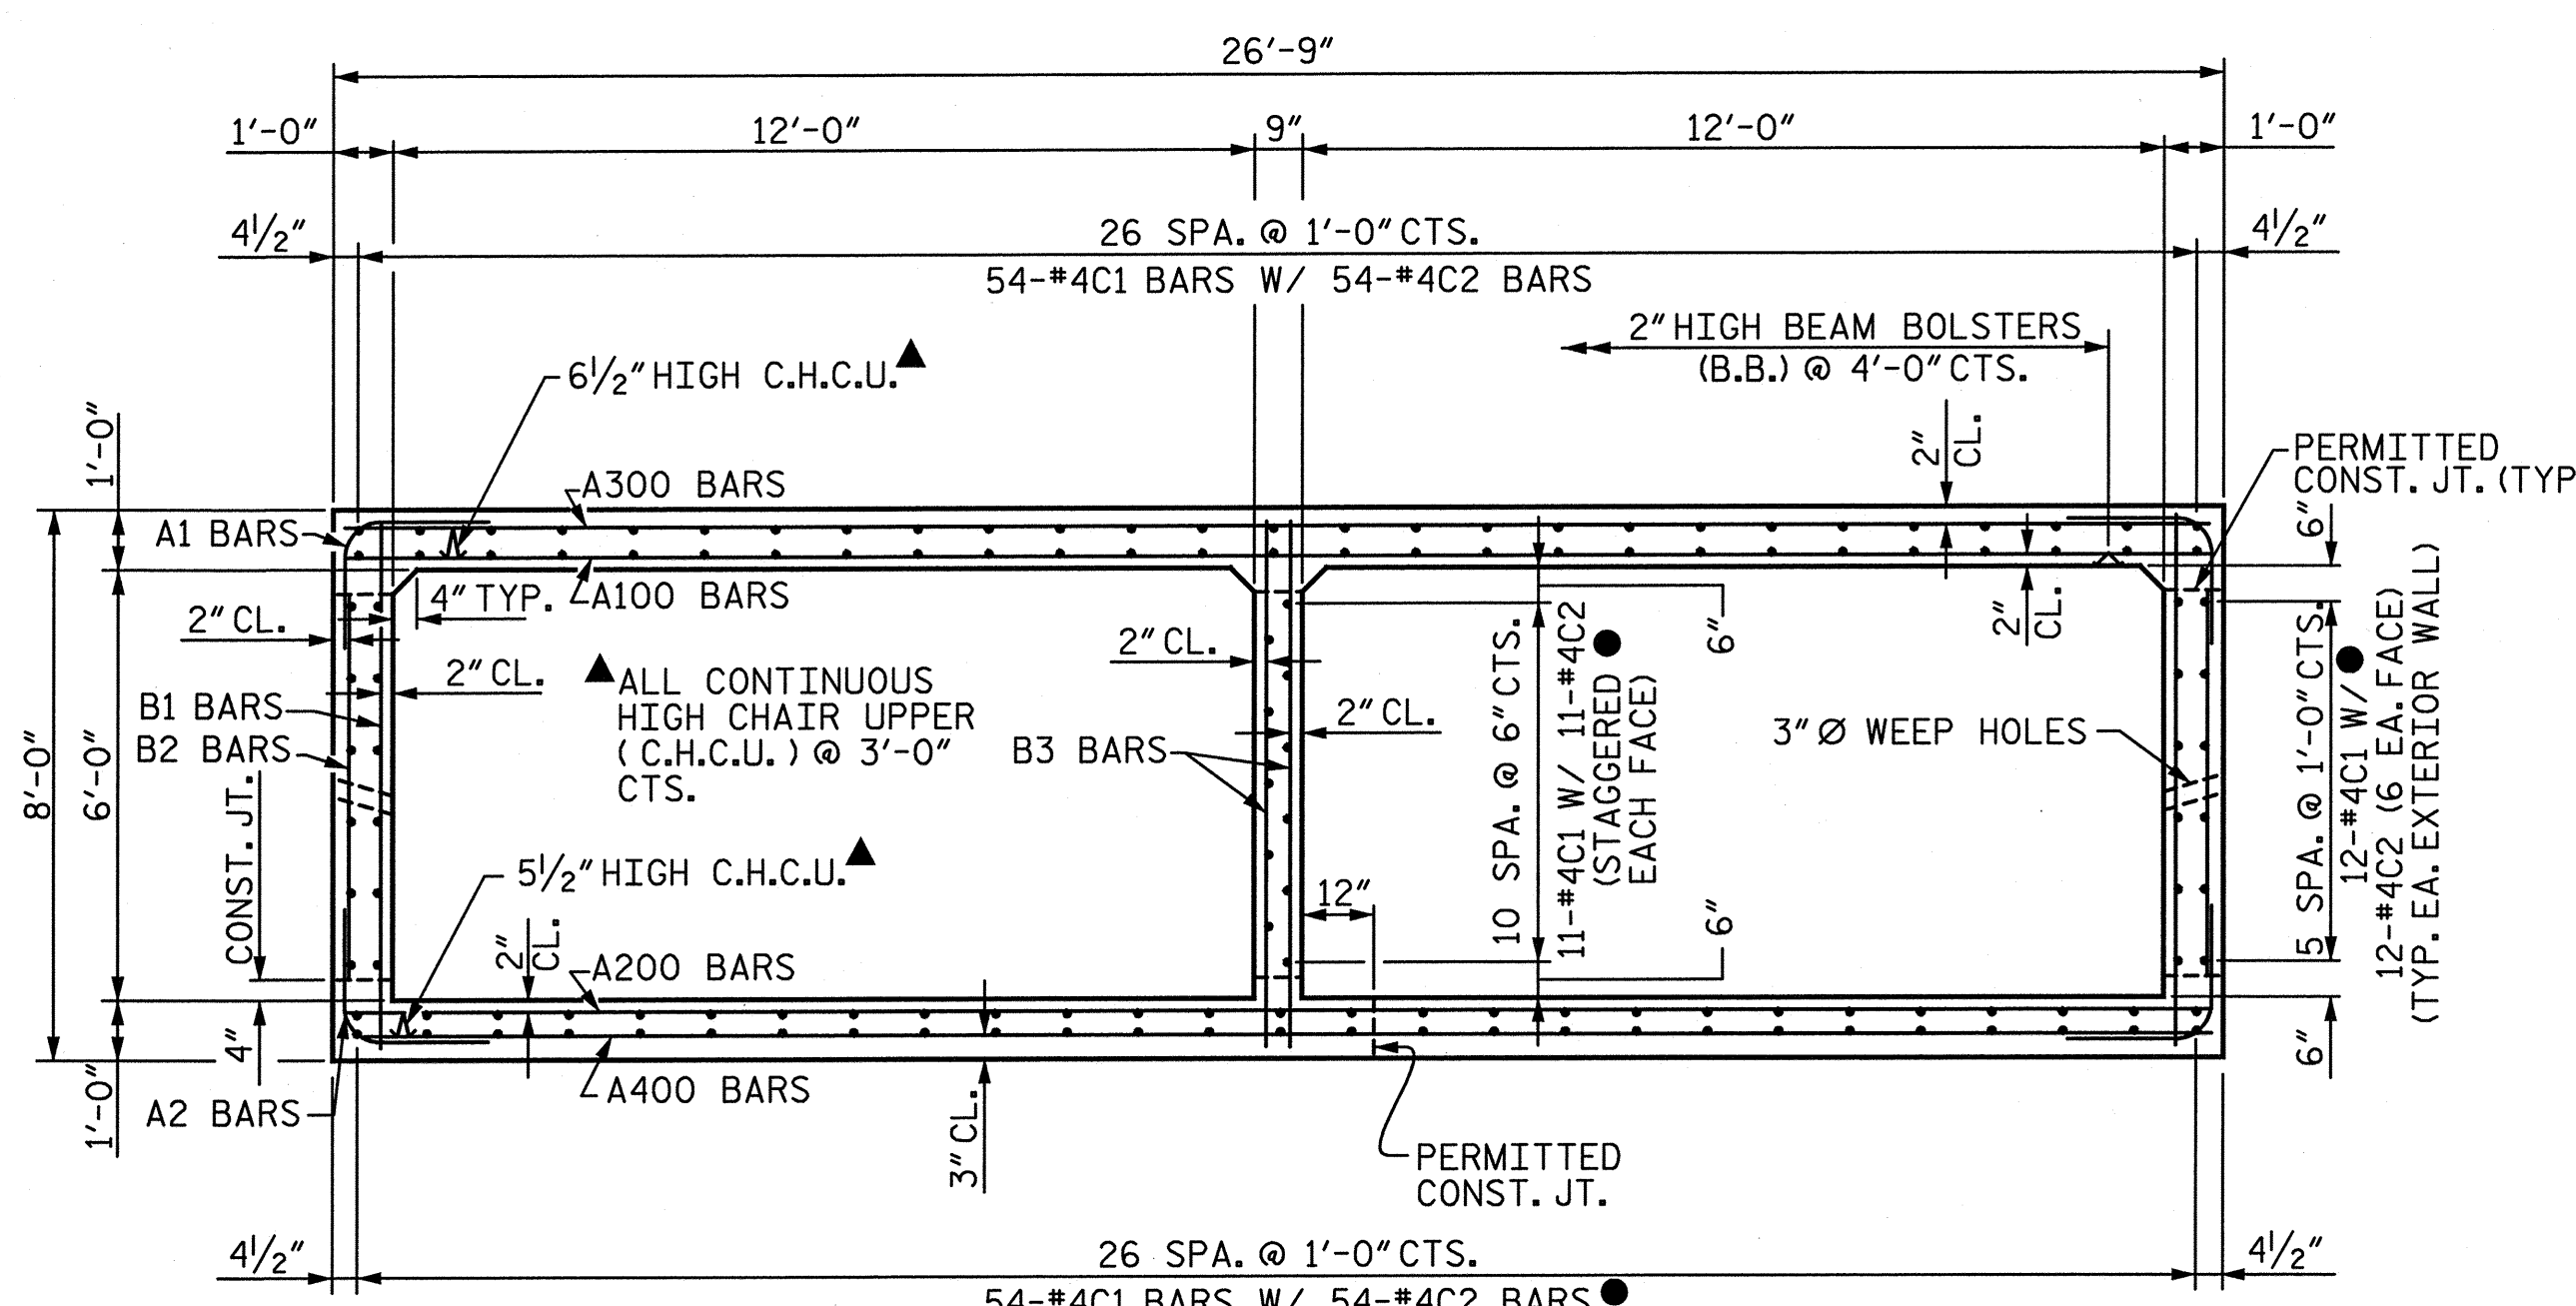 26'-9"
1'-0"
12'-0"
9"
12'-0"
1'-0"
4½"
26 SPA. @ 1'-0" CTS.
4½"
54-#4C1 BARS W/ 54-#4C2 BARS
2" HIGH BEAM BOLSTERS
(B.B.) @ 4'-0" CTS.
6½" HIGH C.H.C.U.▲
2"
CL.
PERMITTED
CONST. JT. (TYP
1'-0"
A300 BARS
A1 BARS
6"
4" TYP.
A100 BARS
2" CL.
2" CL.
2" CL.
2"
CL.
6"
▲ALL CONTINUOUS
HIGH CHAIR UPPER
( C.H.C.U. ) @ 3'-0"
CTS.
B1 BARS
B2 BARS
B3 BARS
2" CL.
3" Ø WEEP HOLES
8'-0"
6'-0"
CONST. JT.
10 SPA. @ 6" CTS.
11-#4C1 W/ 11-#4C2
(STAGGERED ●
EACH FACE)
5 SPA. @ 1'-0" CTS.
12-#4C1 W/ ●
12-#4C2 (6 EA. FACE)
(TYP. EA. EXTERIOR WALL)
5½" HIGH C.H.C.U.▲
12"
6"
2"
CL.
A200 BARS
4"
6"
A400 BARS
1'-0"
A2 BARS
3" CL.
PERMITTED
CONST. JT.
4½"
26 SPA. @ 1'-0" CTS.
4½"
54-#4C1 BARS W/ 54-#4C2 BARS ●